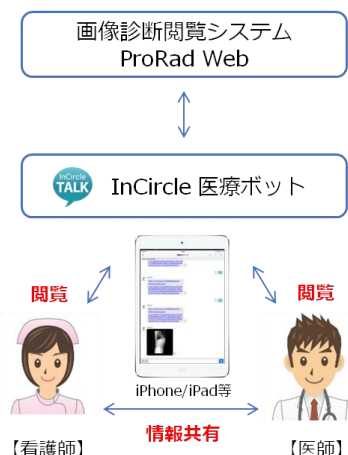 画像診断閲覧システム
ProRad Web
InCircle
TALK
InCircle 医療ボット
閲覧
閲覧
iPhone/iPad等
情報共有
【看護師】
【医師】